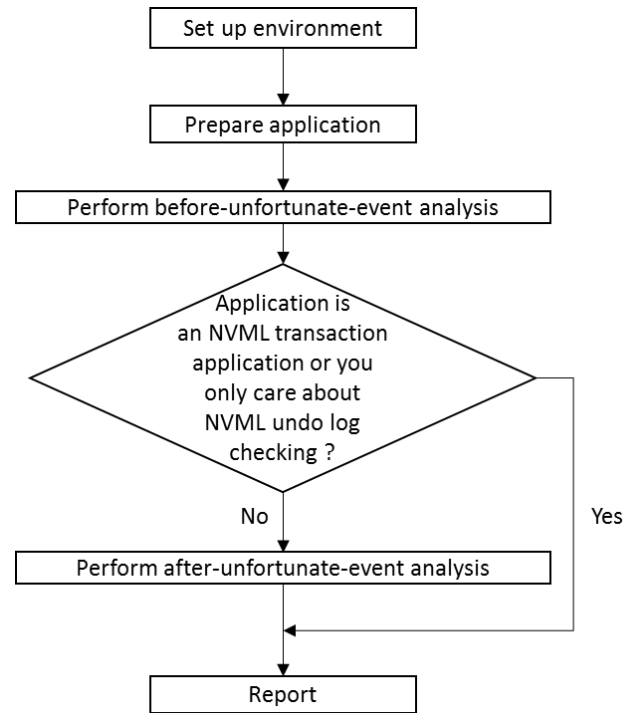 Set up environment
Prepare application
Perform before-unfortunate-event analysis
Application is
an NVML transaction
application or you
only care about
NVML undo log
checking ?
No
Yes
Perform after-unfortunate-event analysis
Report